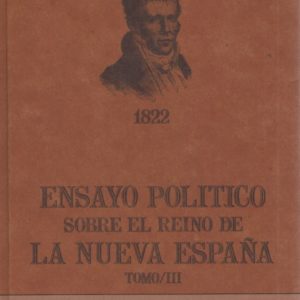 1822
ENSAYO POLITICO
SOBRE EL REINO DE
LA NUEVA ESPAÑA
TOMO/III